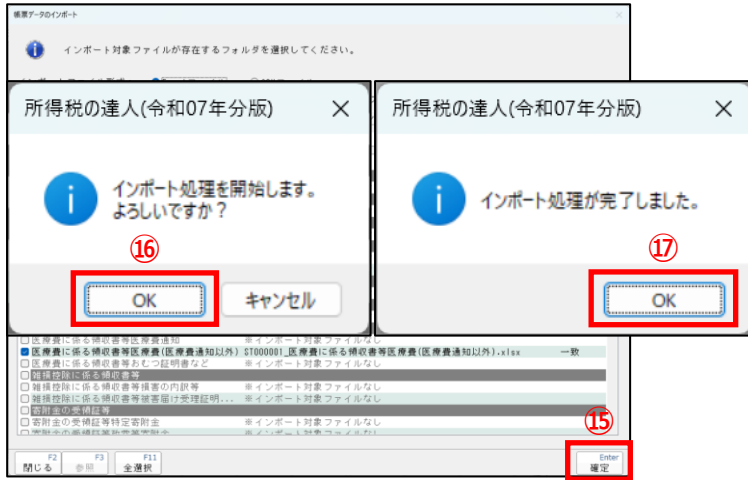 帳票データのインポート
インポート対象ファイルが存在するフォルダを選択してください。
所得税の達人(令和07年分版)
インポート処理を開始します。
よろしいですか？
⑯
OK キャンセル
所得税の達人(令和07年分版)
インポート処理が完了しました。
⑰
OK
医療費に係る領収書等医療費通知 ※インポート対象ファイルなし
医療費に係る領収書等医療費(医療費通知以外) ST000001_医療費に係る領収書等医療費(医療費通知以外).xlsx 一致
医療費に係る領収書等おむつ証明書など ※インポート対象ファイルなし
雑損控除に係る領収書等
雑損控除に係る領収書等損害の内訳等 ※インポート対象ファイルなし
雑損控除に係る領収書等被害届け受理証明... ※インポート対象ファイルなし
寄附金の受領証等
寄附金の受領証等特定寄附金 ※インポート対象ファイルなし
⑮
F2 閉じる
F3 参照
F11 全選択
Enter 確定